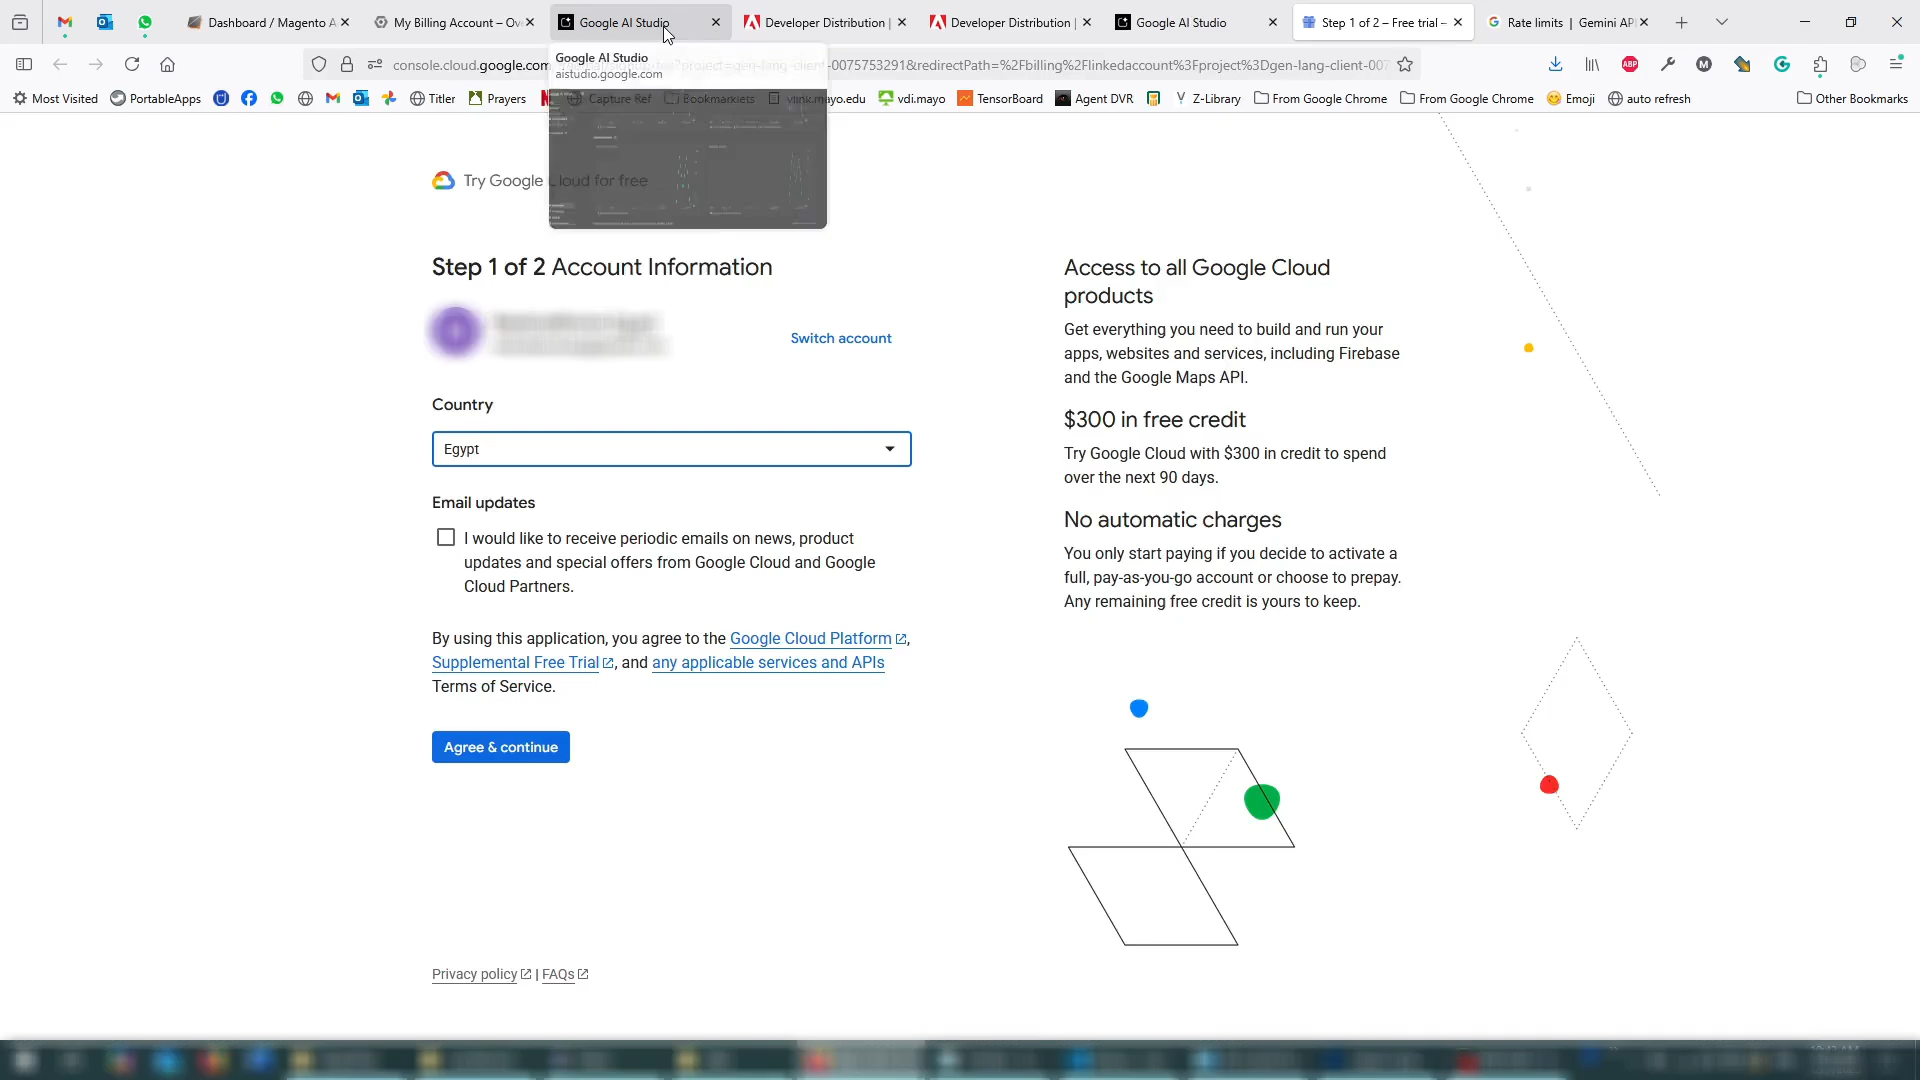 Dashboard / Magento A
My Billing Account – Ov
Google AI Studio
Developer Distribution |
Developer Distribution |
Google AI Studio
Step 1 of 2 – Free trial –
Rate limits | Gemini AP
console.cloud.google.com
-0075753291&redirectPath=%2Fbilling%2Flinkedaccount%3Fproject%3Dgen-lang-client-007
Google AI Studio
aistudio.google.com
Most Visited
PortableApps
Titler
Prayers
Capture Ref
Bookmarklets
vlink.mayo.edu
vdi.mayo
TensorBoard
Agent DVR
Z-Library
From Google Chrome
From Google Chrome
Emoji
auto refresh
Other Bookmarks
Try Google Cloud for free
Step 1 of 2 Account Information
Switch account
Country
Egypt
Email updates
I would like to receive periodic emails on news, product
updates and special offers from Google Cloud and Google
Cloud Partners.
By using this application, you agree to the Google Cloud Platform,
Supplemental Free Trial, and any applicable services and APIs
Terms of Service.
Agree & continue
Privacy policy | FAQs
Access to all Google Cloud
products
Get everything you need to build and run your
apps, websites and services, including Firebase
and the Google Maps API.
$300 in free credit
Try Google Cloud with $300 in credit to spend
over the next 90 days.
No automatic charges
You only start paying if you decide to activate a
full, pay-as-you-go account or choose to prepay.
Any remaining free credit is yours to keep.